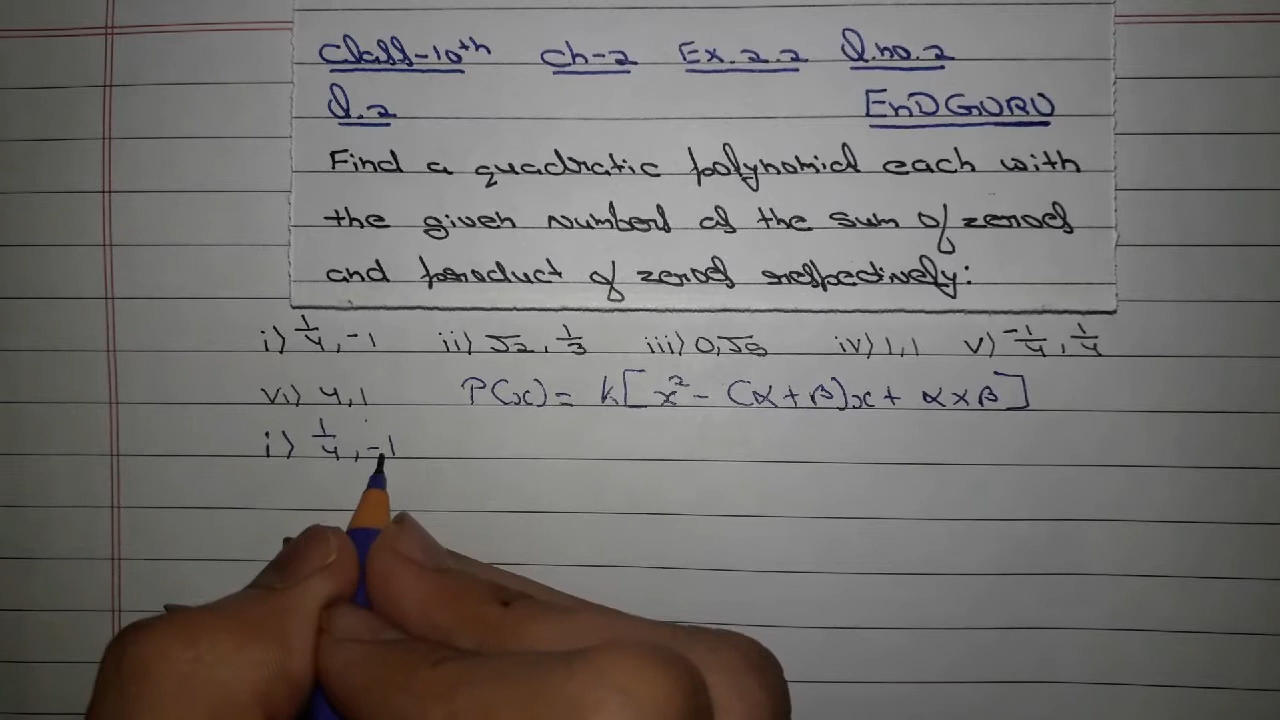 Class-10th Ch-2 Ex.2.2 Q.no.2
Q.2 EnD GURU
Find a quadratic polynomial each with
the given numbers as the sum of zeroes
and product of zeroes respectively:
i) 1/4, -1 ii) √2, 1/3 iii) 0, √5 iv) 1, 1 v) -1/4, 1/4
vi) 4, 1 P(x) = k[x² - (α+β)x + α×β]
i) 1/4, -1